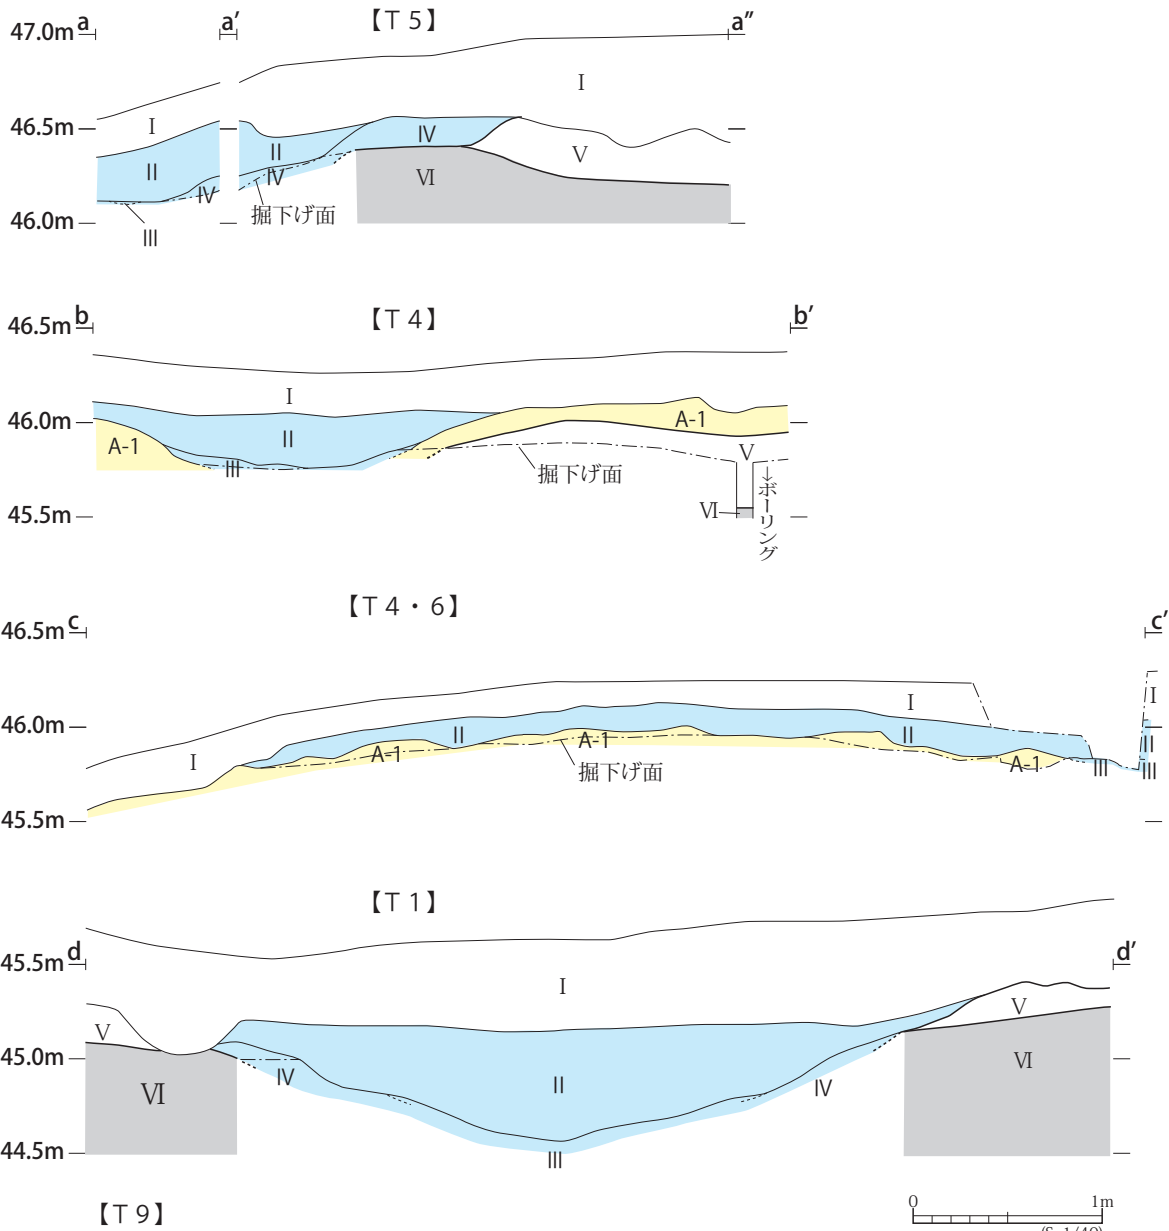 【T 5】
a a′ a″
47.0m
I
I
46.5m
II II IV V
IV IV VI
掘下げ面
46.0m
III
【T 4】
b b′
46.5m
I
46.0m
A-1 II A-1
III V
掘下げ面
↓ボーリング
VI
45.5m
【T 4・6】
c c′
46.5m
I I
46.0m
II II II
I A-1 A-1 A-1 III III
掘下げ面
45.5m
【T 1】
d d′
45.5m
I
V V
45.0m
IV II IV
VI VI
44.5m
III
【T 9】
0 1m
(S=1/40)